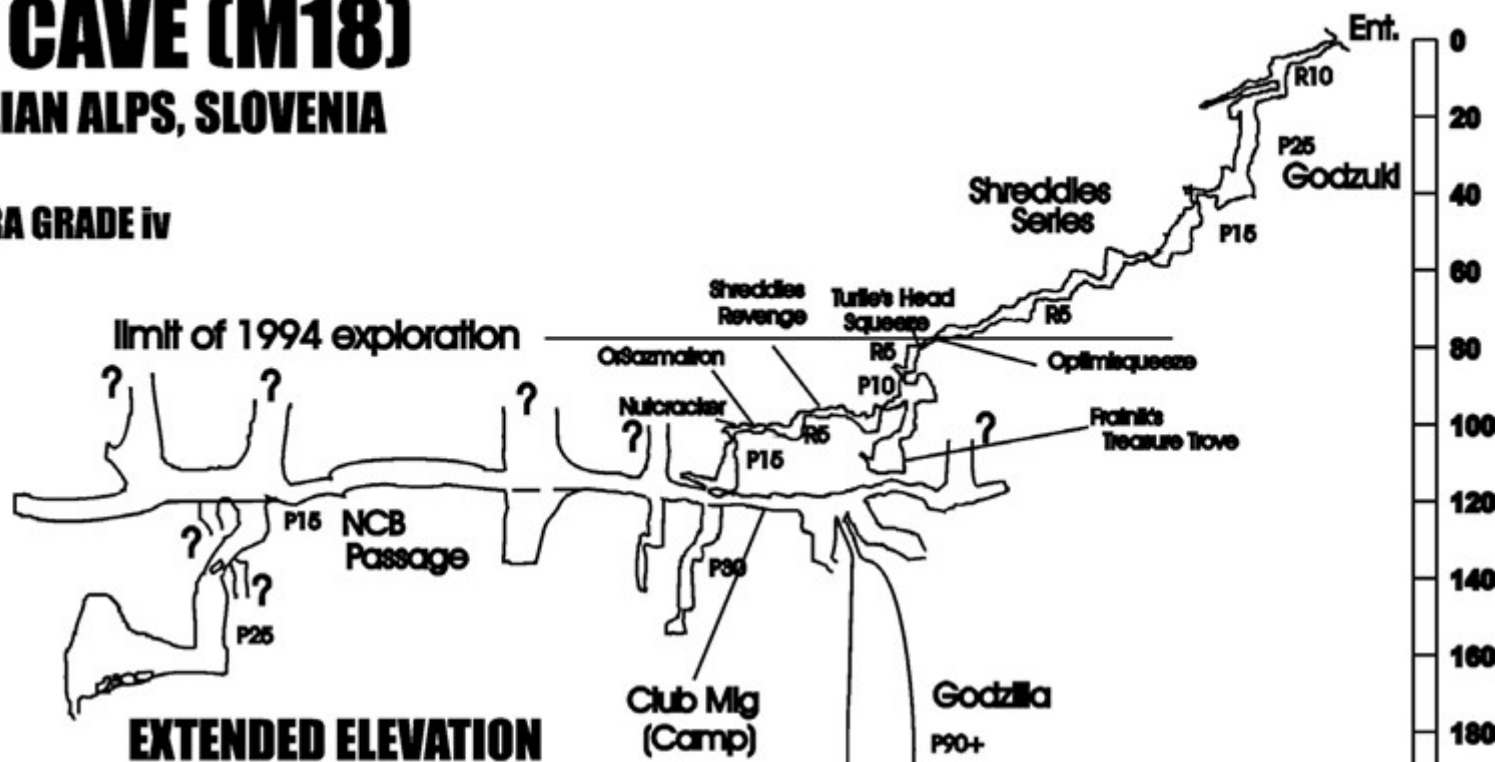 CAVE (M18)
IAN ALPS, SLOVENIA
RA GRADE iv
Ent.
0
R10
20
P25
Godzuki
Shreddies
Series
40
P15
60
Shreddies
Revenge
Turtle's Head
Squeeze
R5
limit of 1994 exploration
80
OrSazmatron
R5
Optimisqueeze
P10
?
?
?
Nutcracker
?
R5
Fratnik's
Treasure Trove
?
100
P15
120
P15
NCB
Passage
?
P30
140
?
P25
160
Club Mig
(Camp)
Godzilla
EXTENDED ELEVATION
P90+
180